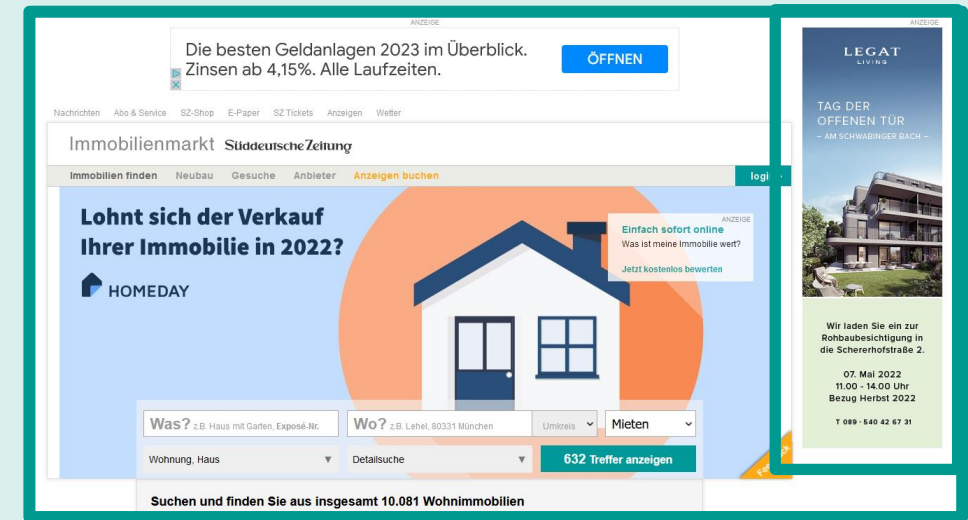 ANZEIGE
Die besten Geldanlagen 2023 im Überblick.
Zinsen ab 4,15%. Alle Laufzeiten.
ÖFFNEN
Nachrichten Abo & Service SZ-Shop E-Paper SZ Tickets Anzeigen Wetter
Immobilienmarkt Süddeutsche Zeitung
Immobilien finden Neubau Gesuche Anbieter Anzeigen buchen
Lohnt sich der Verkauf
Ihrer Immobilie in 2022?
HOMEDAY
ANZEIGE
Einfach sofort online
Was ist meine Immobilie wert?
Jetzt kostenlos bewerten
Was? z.B. Haus mit Garten, Exposé-Nr. Wo? z.B. Lehel, 80331 München Umkreis Mieten
Wohnung, Haus Detailsuche 632 Treffer anzeigen
Suchen und finden Sie aus insgesamt 10.081 Wohnimmobilien
ANZEIGE
LEGAT
LIVING
TAG DER
OFFENEN TÜR
– AM SCHWABINGER BACH –
Wir laden Sie ein zur
Rohbaubesichtigung in
die Schererhofstraße 2.
07. Mai 2022
11.00 - 14.00 Uhr
Bezug Herbst 2022
T 089 - 540 42 67 31